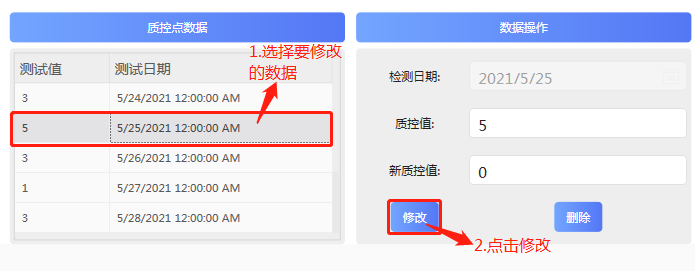 质控点数据
数据操作
1.选择要修改
的数据
测试值 测试日期
3 5/24/2021 12:00:00 AM
5 5/25/2021 12:00:00 AM
3 5/26/2021 12:00:00 AM
1 5/27/2021 12:00:00 AM
3 5/28/2021 12:00:00 AM
检测日期: 2021/5/25
质控值: 5
新质控值: 0
修改 删除
2.点击修改